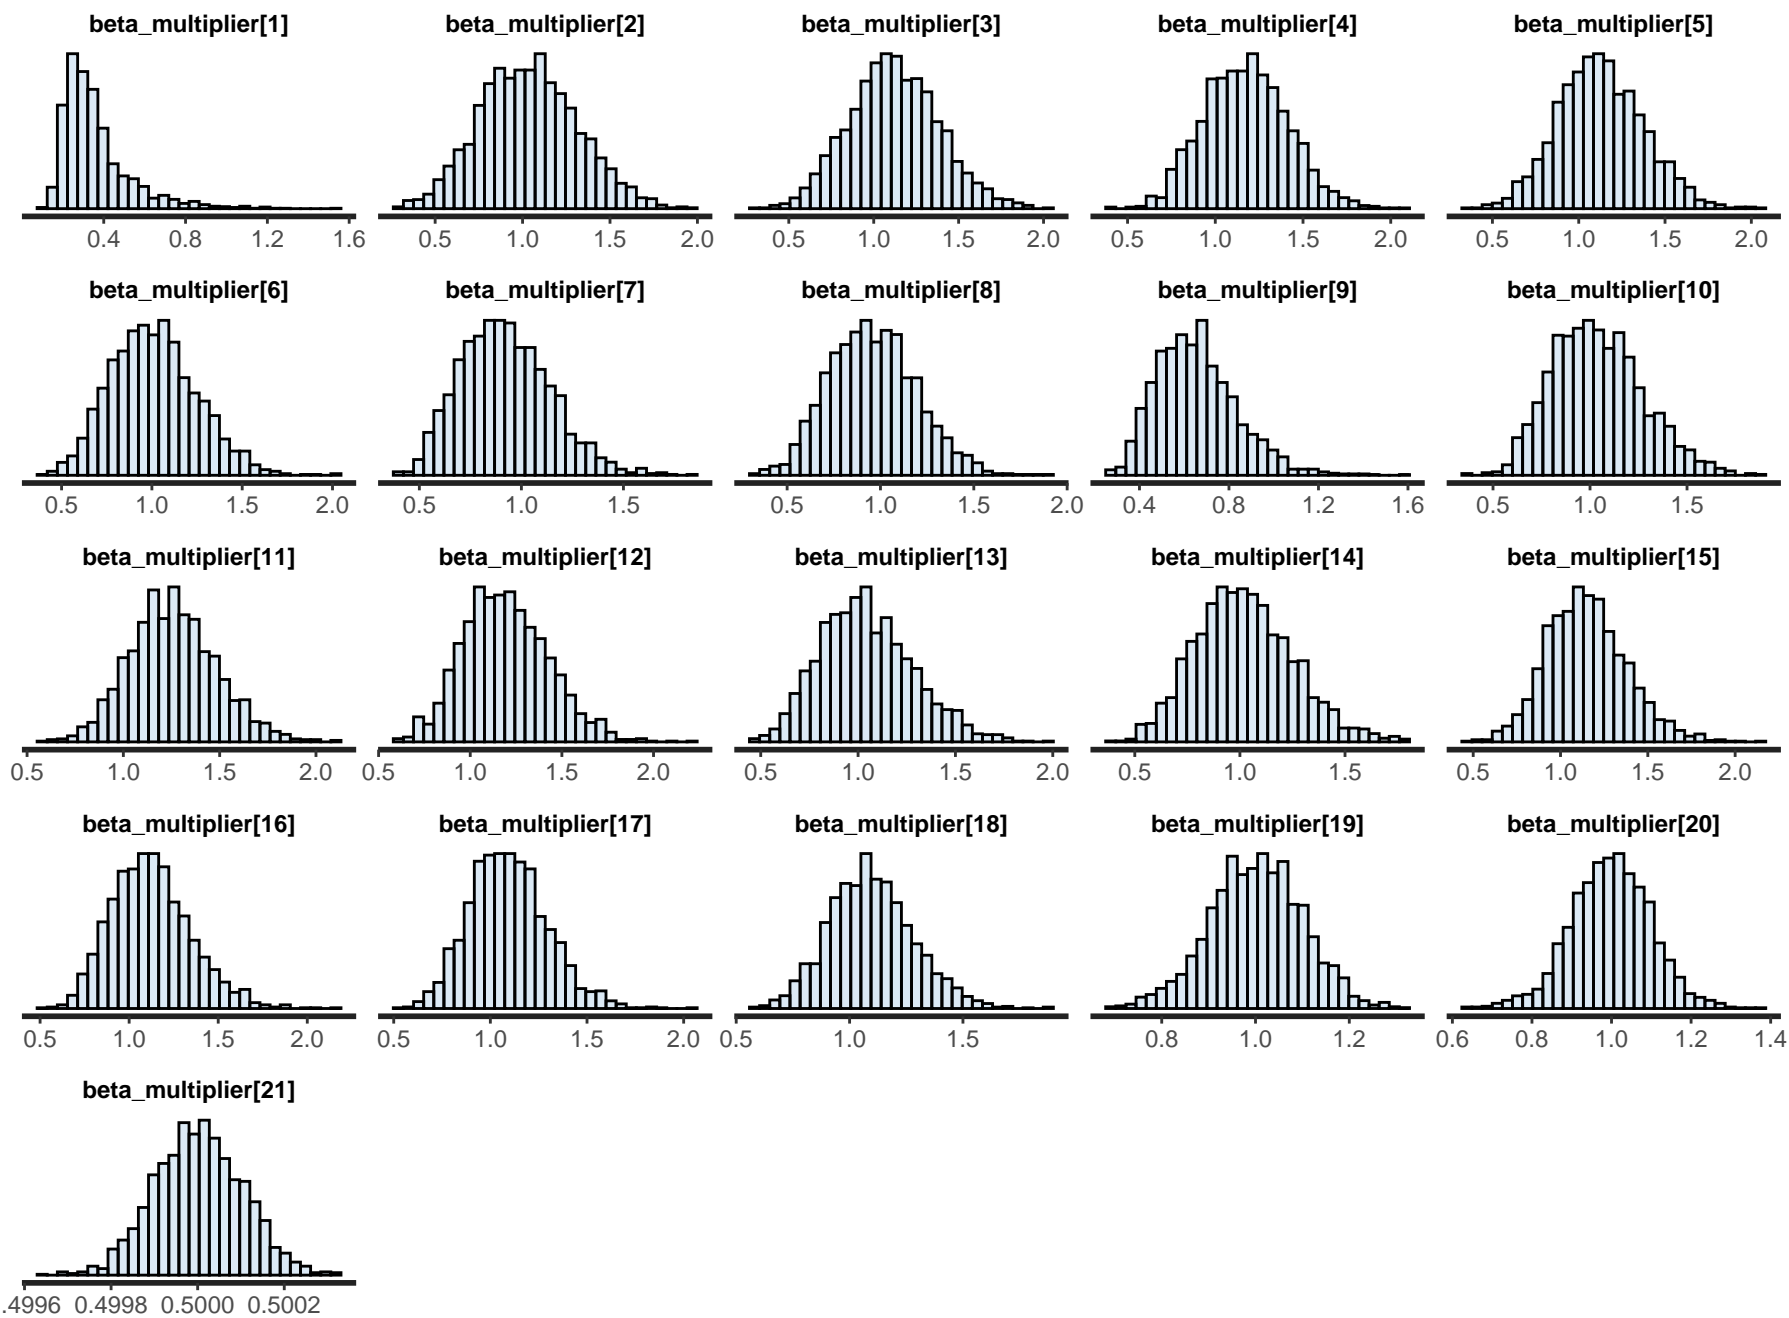 beta_multiplier[1] beta_multiplier[2] beta_multiplier[3] beta_multiplier[4] beta_multiplier[5]
0.4 0.8 1.2 1.6 0.5 1.0 1.5 2.0 0.5 1.0 1.5 2.0 0.5 1.0 1.5 2.0 0.5 1.0 1.5 2.0
beta_multiplier[6] beta_multiplier[7] beta_multiplier[8] beta_multiplier[9] beta_multiplier[10]
0.5 1.0 1.5 2.0 0.5 1.0 1.5 0.5 1.0 1.5 2.0 0.4 0.8 1.2 1.6 0.5 1.0 1.5
beta_multiplier[11] beta_multiplier[12] beta_multiplier[13] beta_multiplier[14] beta_multiplier[15]
0.5 1.0 1.5 2.0 0.5 1.0 1.5 2.0 0.5 1.0 1.5 2.0 0.5 1.0 1.5 0.5 1.0 1.5 2.0
beta_multiplier[16] beta_multiplier[17] beta_multiplier[18] beta_multiplier[19] beta_multiplier[20]
0.5 1.0 1.5 2.0 0.5 1.0 1.5 2.0 0.5 1.0 1.5 0.8 1.0 1.2 0.6 0.8 1.0 1.2 1.4
beta_multiplier[21]
.4996 0.4998 0.5000 0.5002